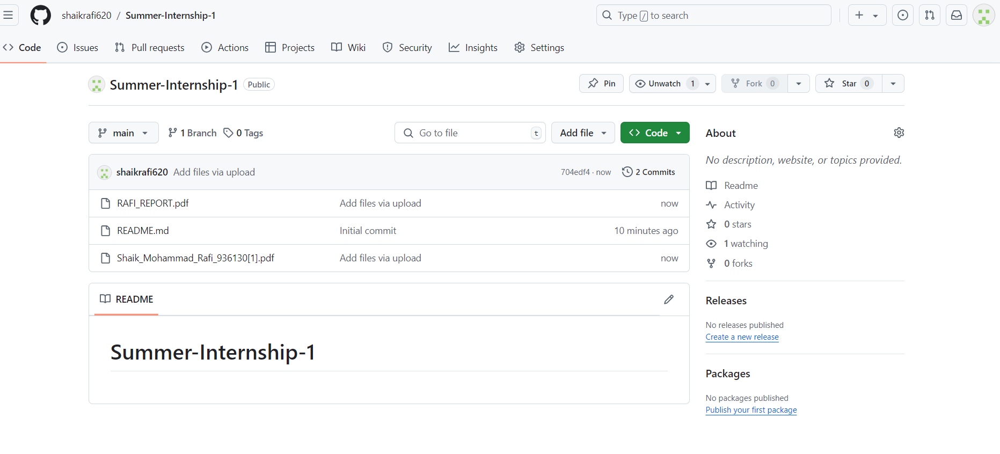 shaikrafi620 / Summer-Internship-1
Type / to search
Code Issues Pull requests Actions Projects Wiki Security Insights Settings
Summer-Internship-1 Public
Pin Unwatch 1 Fork 0 Star 0
main 1 Branch 0 Tags Go to file t Add file Code
shaikrafi620 Add files via upload 704edf4 · now 2 Commits
RAFI_REPORT.pdf Add files via upload now
README.md Initial commit 10 minutes ago
Shaik_Mohammad_Rafi_936130[1].pdf Add files via upload now
README
Summer-Internship-1
About
No description, website, or topics provided.
Readme
Activity
0 stars
1 watching
0 forks
Releases
No releases published
Create a new release
Packages
No packages published
Publish your first package